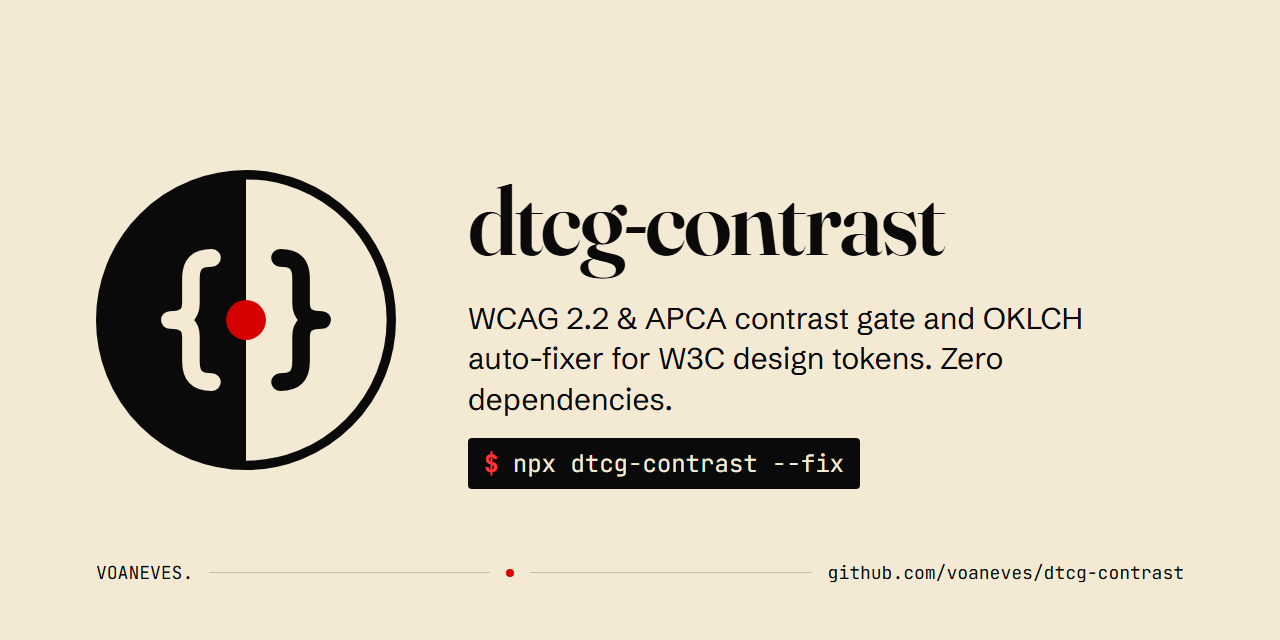 { }
dtcg-contrast
WCAG 2.2 & APCA contrast gate and OKLCH
auto-fixer for W3C design tokens. Zero
dependencies.
$ npx dtcg-contrast --fix
VOANEVES.
github.com/voaneves/dtcg-contrast